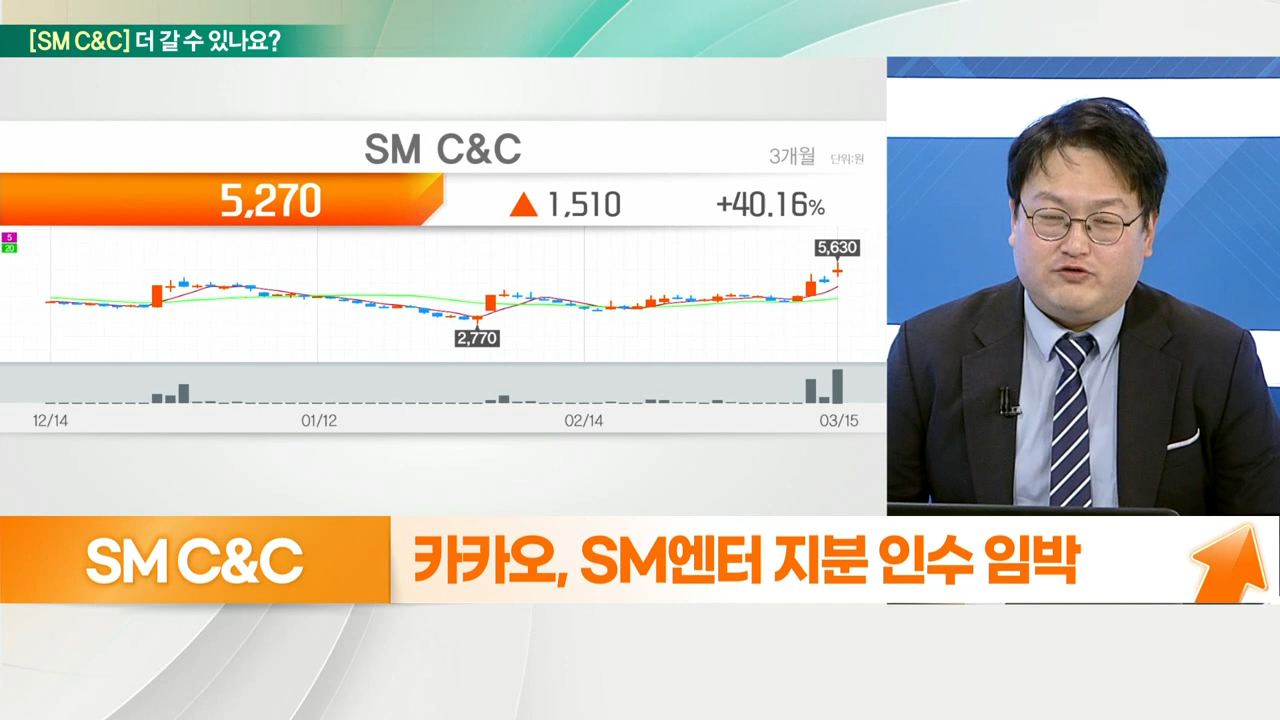 [SM C&C] 더 갈 수 있나요?
SM C&C
3개월 단위:원
5,270 ▲ 1,510 +40.16%
5
20
5,630
2,770
12/14 01/12 02/14 03/15
SM C&C
카카오, SM엔터 지분 인수 임박